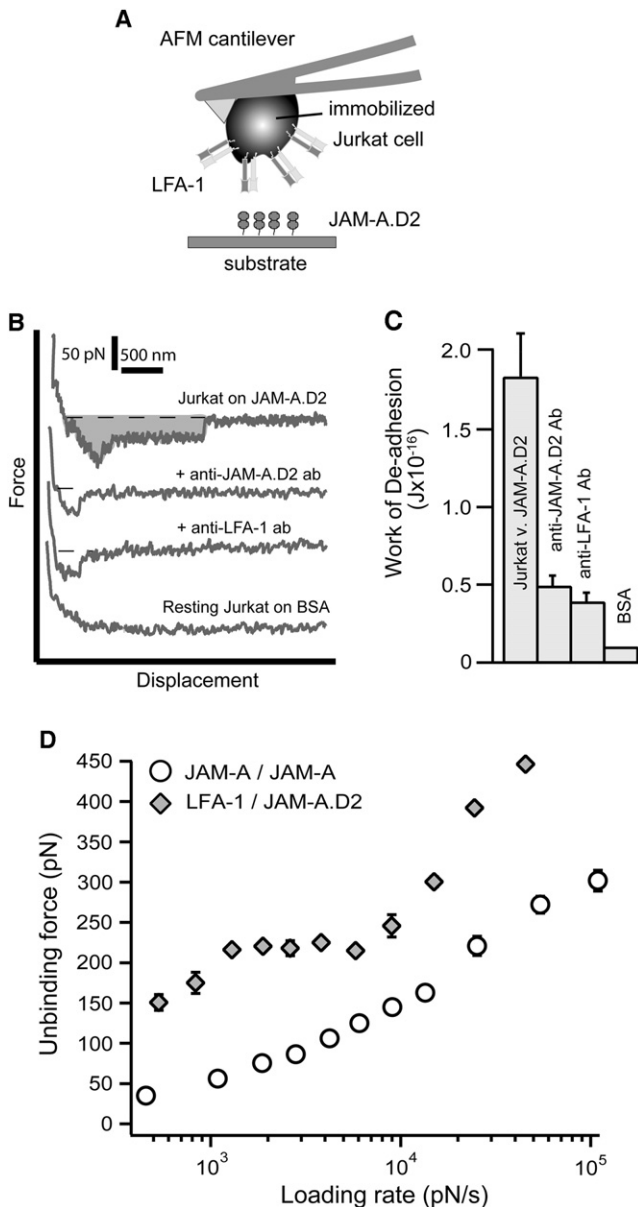 A
AFM cantilever
immobilized
Jurkat cell
LFA-1
JAM-A.D2
substrate
B
50 pN
500 nm
Jurkat on JAM-A.D2
+ anti-JAM-A.D2 ab
+ anti-LFA-1 ab
Resting Jurkat on BSA
Force
Displacement
C
Work of De-adhesion
(Jx10⁻¹⁶)
2.0
1.5
1.0
0.5
0
Jurkat v. JAM-A.D2
anti-JAM-A.D2 Ab
anti-LFA-1 Ab
BSA
D
JAM-A / JAM-A
LFA-1 / JAM-A.D2
Unbinding force (pN)
450
400
350
300
250
200
150
100
50
0
10³
10⁴
10⁵
Loading rate (pN/s)